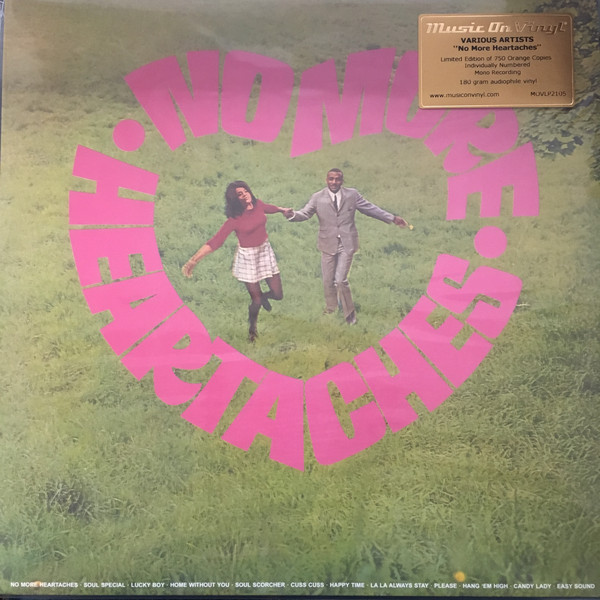 Music On Vinyl
VARIOUS ARTISTS
"No More Heartaches"
Limited Edition of 750 Orange Copies
Individually Numbered
Mono Recording
180 gram audiophile vinyl
www.musiconvinyl.com MOVLP2105
NO MORE
· HEARTACHES ·
NO MORE HEARTACHES · SOUL SPECIAL · LUCKY BOY · HOME WITHOUT YOU · SOUL SCORCHER · CUSS CUSS · HAPPY TIME · LA LA ALWAYS STAY · PLEASE · HANG 'EM HIGH · CANDY LADY · EASY SOUND